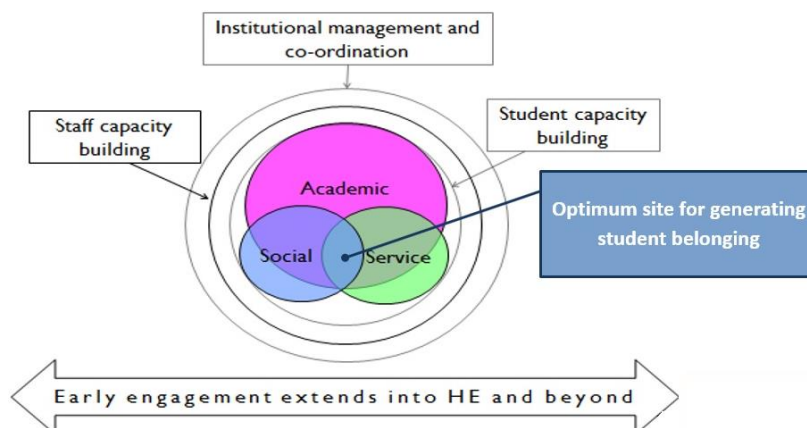 Institutional management and
co-ordination
Staff capacity
building
Student capacity
building
Academic
Social
Service
Optimum site for generating
student belonging
Early engagement extends into HE and beyond